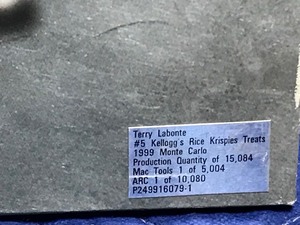 Terry Labonte
#5 Kellogg's Rice Krispies Treats
1999 Monte Carlo
Production Quantity of 15,084
Mac Tools 1 of 5,004
ARC 1 of 10,080
P249916079-1